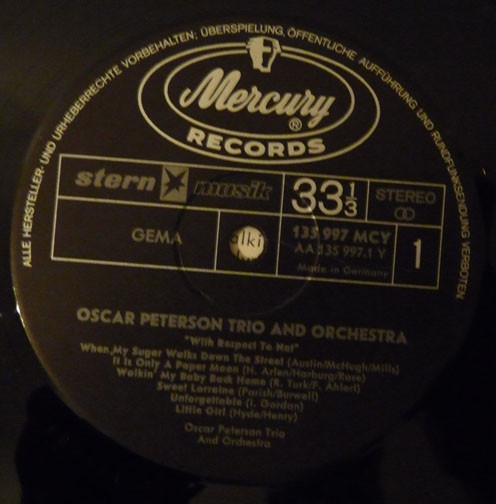 ALLE HERSTELLER- UND URHEBERRECHTE VORBEHALTEN; ÜBERSPIELUNG, ÖFFENTLICHE AUFFÜHRUNG UND RUNDFUNKSENDUNG VERBOTEN
Mercury
®
RECORDS
stern musik
33 1/3
STEREO
GEMA
lki
135 997 MCY
AA 135 997.1 Y
Made in Germany
1
OSCAR PETERSON TRIO AND ORCHESTRA
"With Respect To Nat"
When My Sugar Walks Down The Street (Austin/McHugh/Mills)
It Is Only A Paper Moon (H. Arlen/Harburg/Rose)
Walkin' My Baby Back Home (R. Turk/F. Ahlert)
Sweet Lorraine (Parish/Burwell)
Unforgettable (I. Gordan)
Little Girl (Hyde/Henry)
Oscar Peterson Trio
And Orchestra